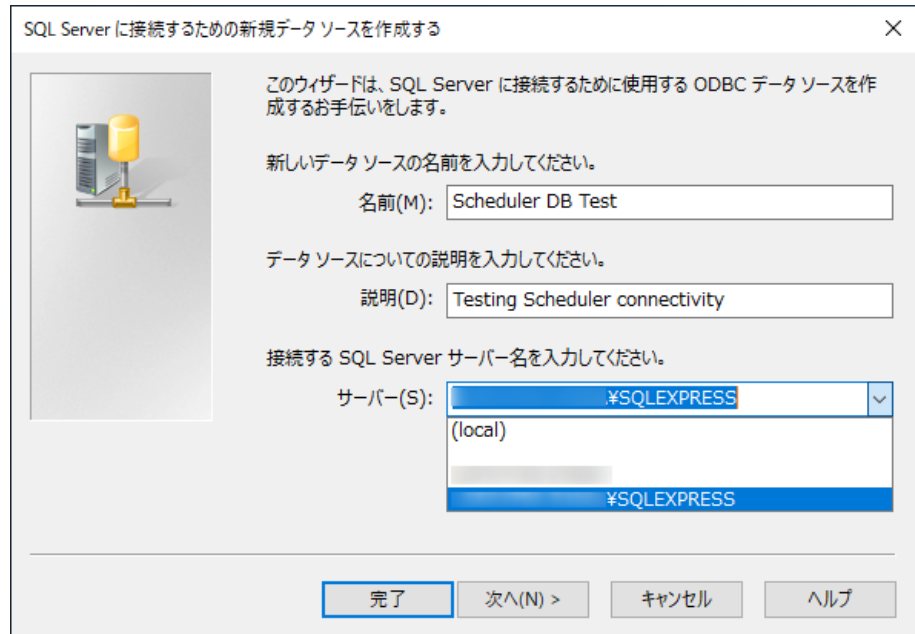 SQL Server に接続するための新規データ ソースを作成する
このウィザードは、SQL Server に接続するために使用する ODBC データ ソースを作
成するお手伝いをします。
新しいデータ ソースの名前を入力してください。
名前(M): Scheduler DB Test
データ ソースについての説明を入力してください。
説明(D): Testing Scheduler connectivity
接続する SQL Server サーバー名を入力してください。
サーバー(S): ¥SQLEXPRESS
(local)
¥SQLEXPRESS
完了 次へ(N) > キャンセル ヘルプ